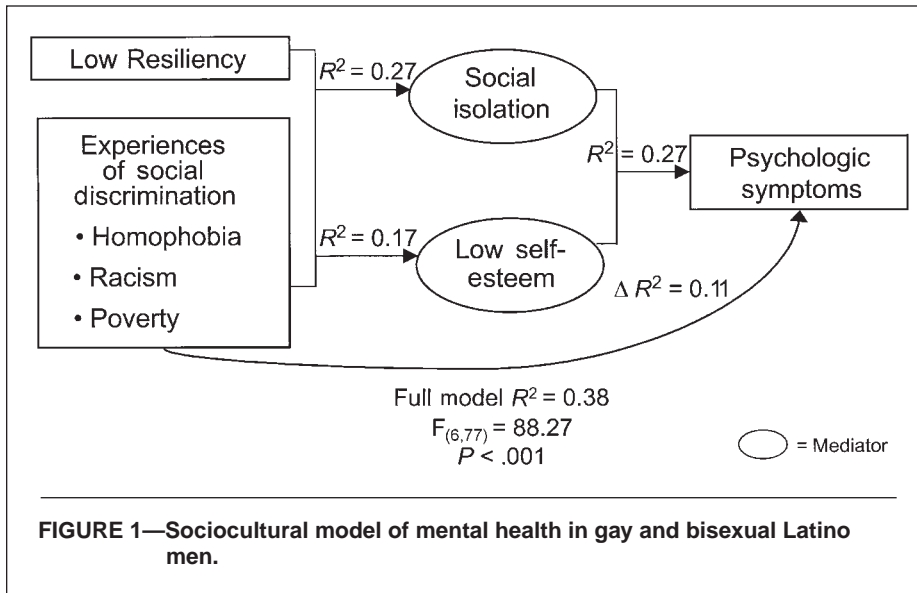 Low Resiliency
Experiences
of social
discrimination
• Homophobia
• Racism
• Poverty
R² = 0.27
R² = 0.17
Social
isolation
Low self-
esteem
R² = 0.27
Δ R² = 0.11
Psychologic
symptoms
Full model R² = 0.38
F(6,77) = 88.27
P < .001
= Mediator
FIGURE 1—Sociocultural model of mental health in gay and bisexual Latino
men.